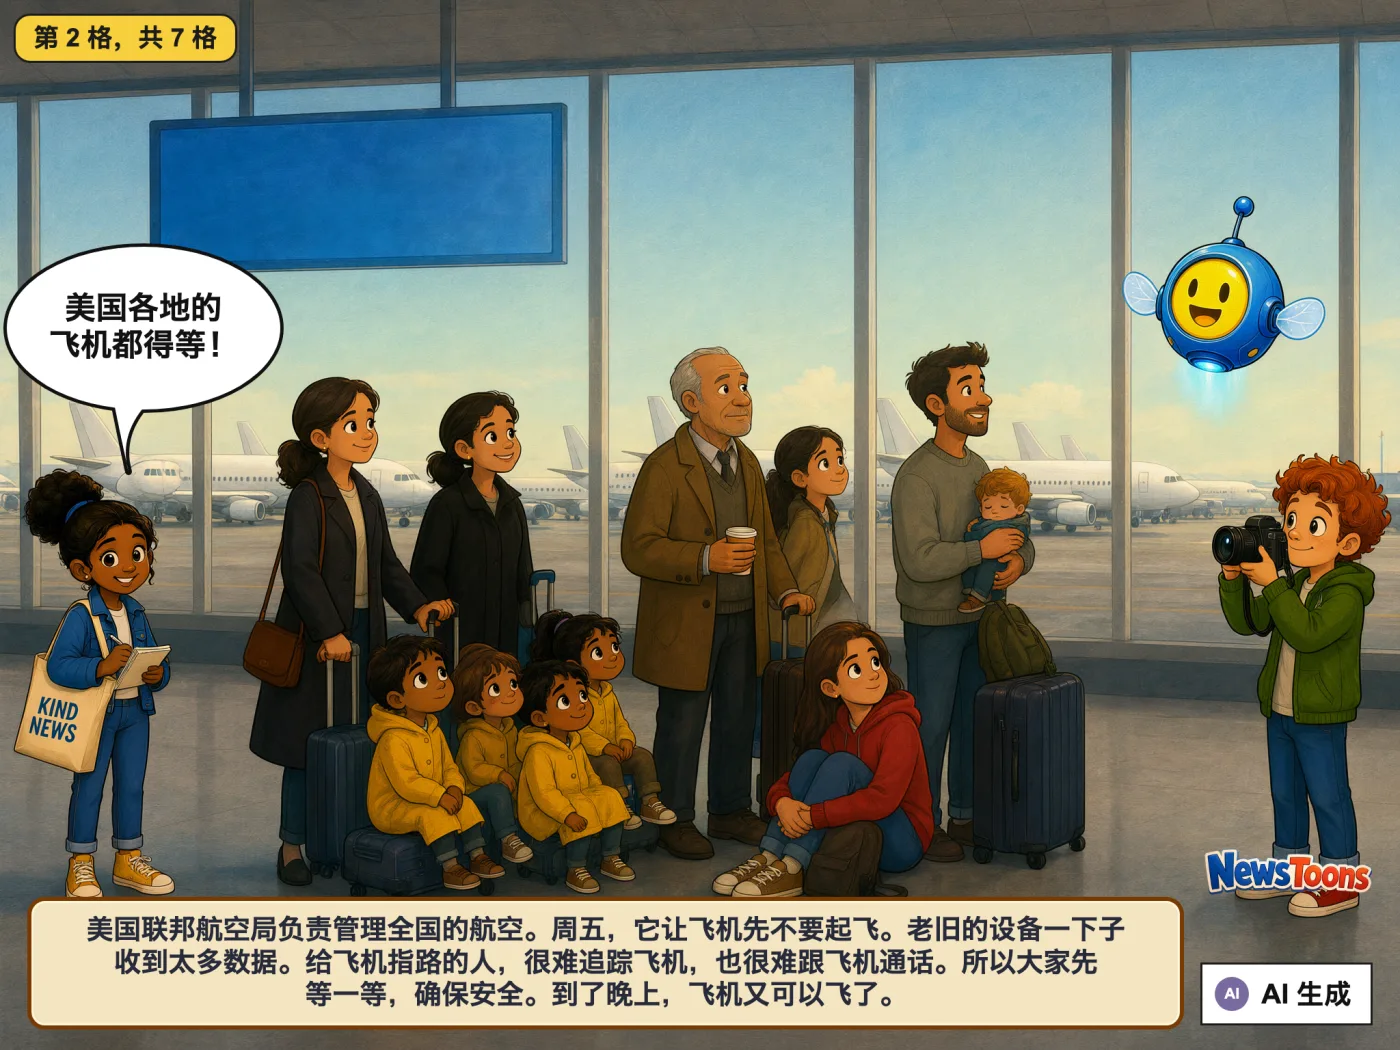 第 2 格，共 7 格
美国各地的
飞机都得等！
KIND
NEWS
NEWSTOONS
美国联邦航空局负责管理全国的航空。周五，它让飞机先不要起飞。老旧的设备一下子
收到太多数据。给飞机指路的人，很难追踪飞机，也很难跟飞机通话。所以大家先
等一等，确保安全。到了晚上，飞机又可以飞了。
AI AI 生成